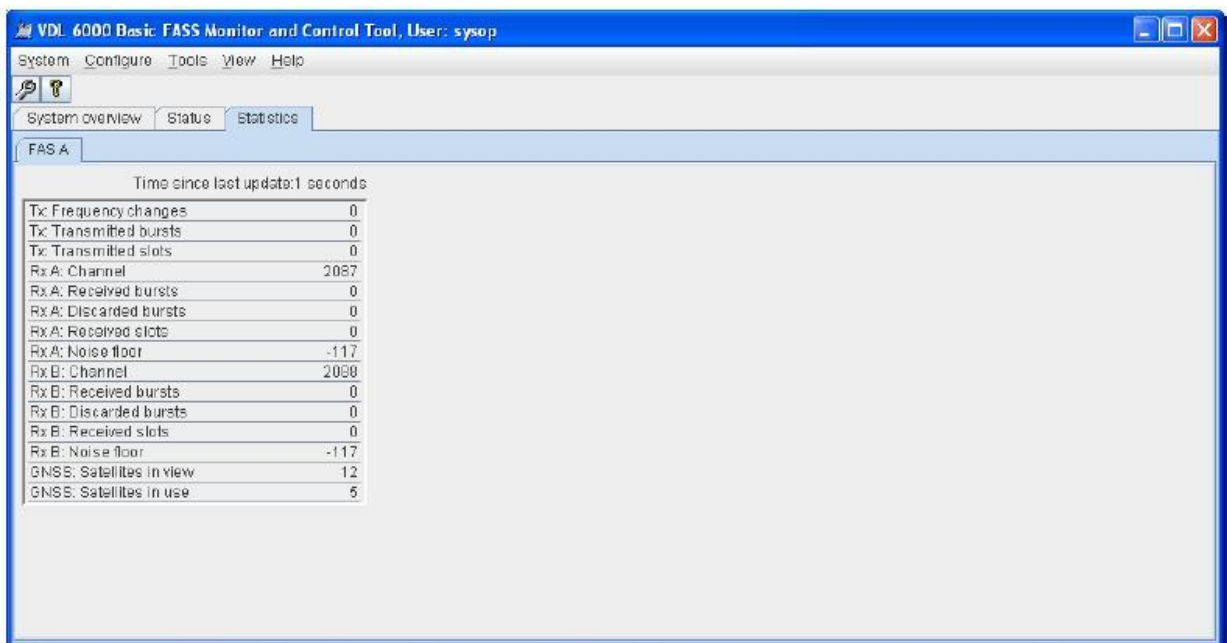 VDL 6000 Basic FASS Monitor and Control Tool, User: sysop
System Configure Tools View Help
System overview Status Statistics
FAS A
Time since last update:1 seconds
Tx: Frequency changes 0
Tx: Transmitted bursts 0
Tx: Transmitted slots 0
Rx A: Channel 2087
Rx A: Received bursts 0
Rx A: Discarded bursts 0
Rx A: Received slots 0
Rx A: Noise floor -117
Rx B: Channel 2088
Rx B: Received bursts 0
Rx B: Discarded bursts 0
Rx B: Received slots 0
Rx B: Noise floor -117
GNSS: Satellites in view 12
GNSS: Satellites in use 5